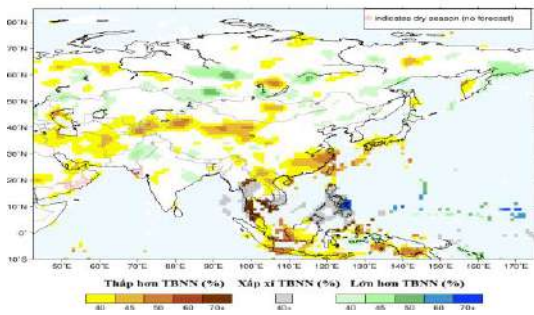 80°N
indicates dry season (no forecast)
70°N
60°N
50°N
40°N
30°N
20°N
10°N
0°
10°S
50°E 60°E 70°E 80°E 90°E 100°E 110°E 120°E 130°E 140°E 150°E 160°E 170°E
Thấp hơn TBNN (%) Xấp xỉ TBNN (%) Lớn hơn TBNN (%)
40 45 50 60 70+ 40+ 40 45 50 60 70+